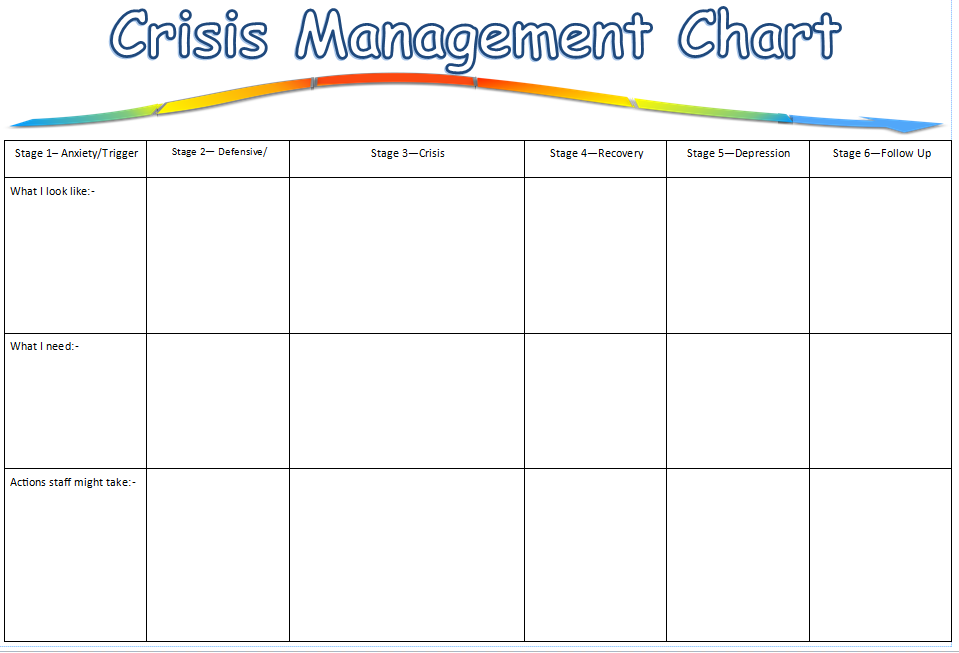 Crisis Management Chart
Stage 1– Anxiety/Trigger
Stage 2— Defensive/
Stage 3—Crisis
Stage 4—Recovery
Stage 5—Depression
Stage 6—Follow Up
What I look like:-
What I need:-
Actions staff might take:-